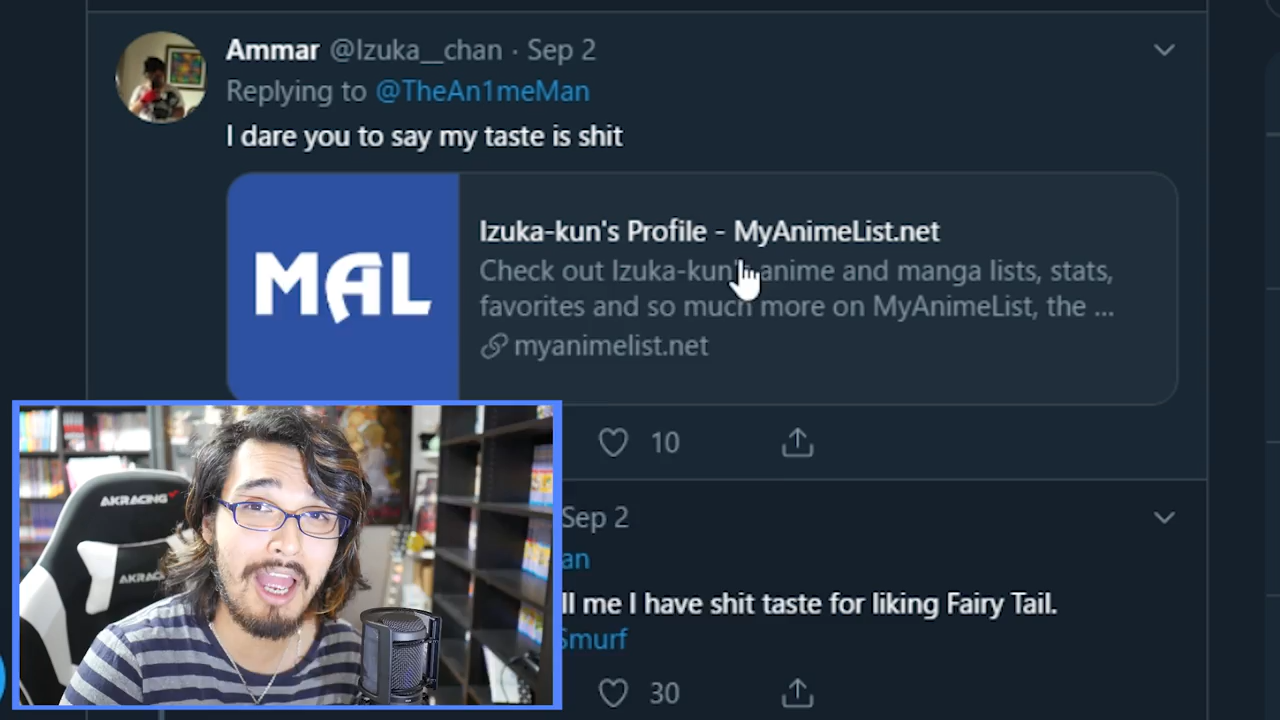 Ammar @Izuka__chan · Sep 2
Replying to @TheAn1meMan
I dare you to say my taste is shit
MAL
Izuka-kun's Profile - MyAnimeList.net
Check out Izuka-kun's anime and manga lists, stats,
favorites and so much more on MyAnimeList, the ...
myanimelist.net
10
Sep 2
an
ll me I have shit taste for liking Fairy Tail.
Smurf
30
AKRACING
AKRAC